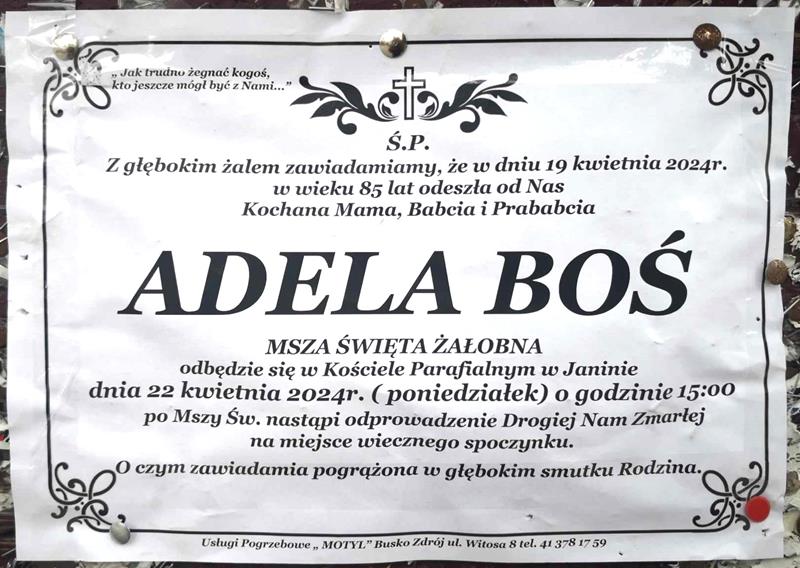 „ Jak trudno żegnać kogoś,
kto jeszcze mógł być z Nami..."
Ś.P.
Z głębokim żalem zawiadamiamy, że w dniu 19 kwietnia 2024r.
w wieku 85 lat odeszła od Nas
Kochana Mama, Babcia i Prababcia
ADELA BOŚ
MSZA ŚWIĘTA ŻAŁOBNA
odbędzie się w Kościele Parafialnym w Janinie
dnia 22 kwietnia 2024r. ( poniedziałek) o godzinie 15:00
po Mszy Św. nastąpi odprowadzenie Drogiej Nam Zmarłej
na miejsce wiecznego spoczynku.
O czym zawiadamia pogrążona w głębokim smutku Rodzina.
Usługi Pogrzebowe „ MOTYL" Busko Zdrój ul. Witosa 8 tel. 41 378 17 59